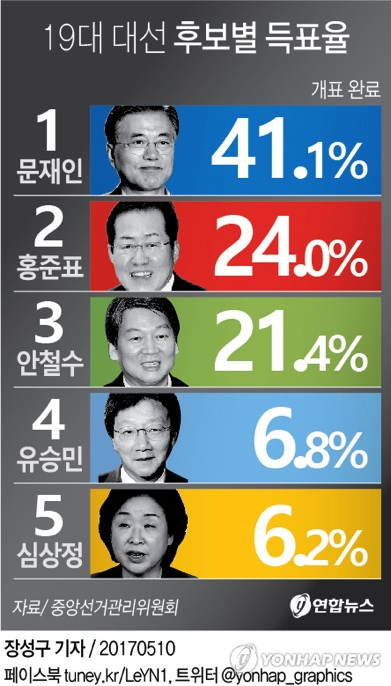 19대 대선 후보별 득표율
개표 완료
1
문재인
41.1%
2
홍준표
24.0%
3
안철수
21.4%
4
유승민
6.8%
5
심상정
6.2%
자료/ 중앙선거관리위원회
연합뉴스
장성구 기자 / 20170510
YONHAPNEWS
페이스북 tuney.kr/LeYN1, 트위터 @yonhap_graphics